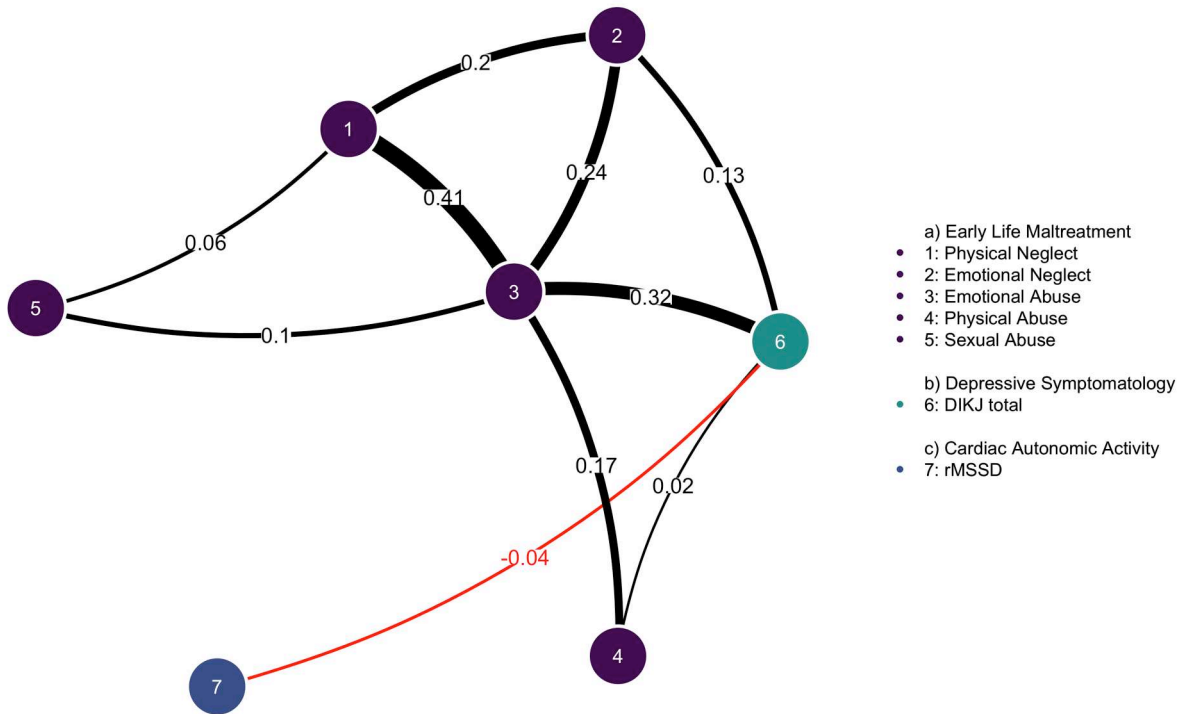 2
0.2
1
0.24
0.13
0.41
a) Early Life Maltreatment
1: Physical Neglect
2: Emotional Neglect
3: Emotional Abuse
4: Physical Abuse
5: Sexual Abuse
0.06
5
3
0.32
0.1
6
b) Depressive Symptomatology
6: DIKJ total
c) Cardiac Autonomic Activity
7: rMSSD
0.17
0.02
-0.04
4
7